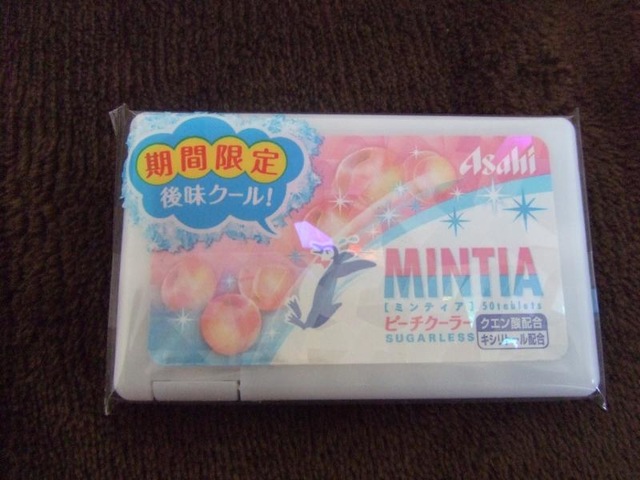 期間限定
後味クール!
Asahi
MINTIA
[ミンティア] 50tablets
ピーチクーラー
SUGARLESS
クエン酸配合
キシリトール配合